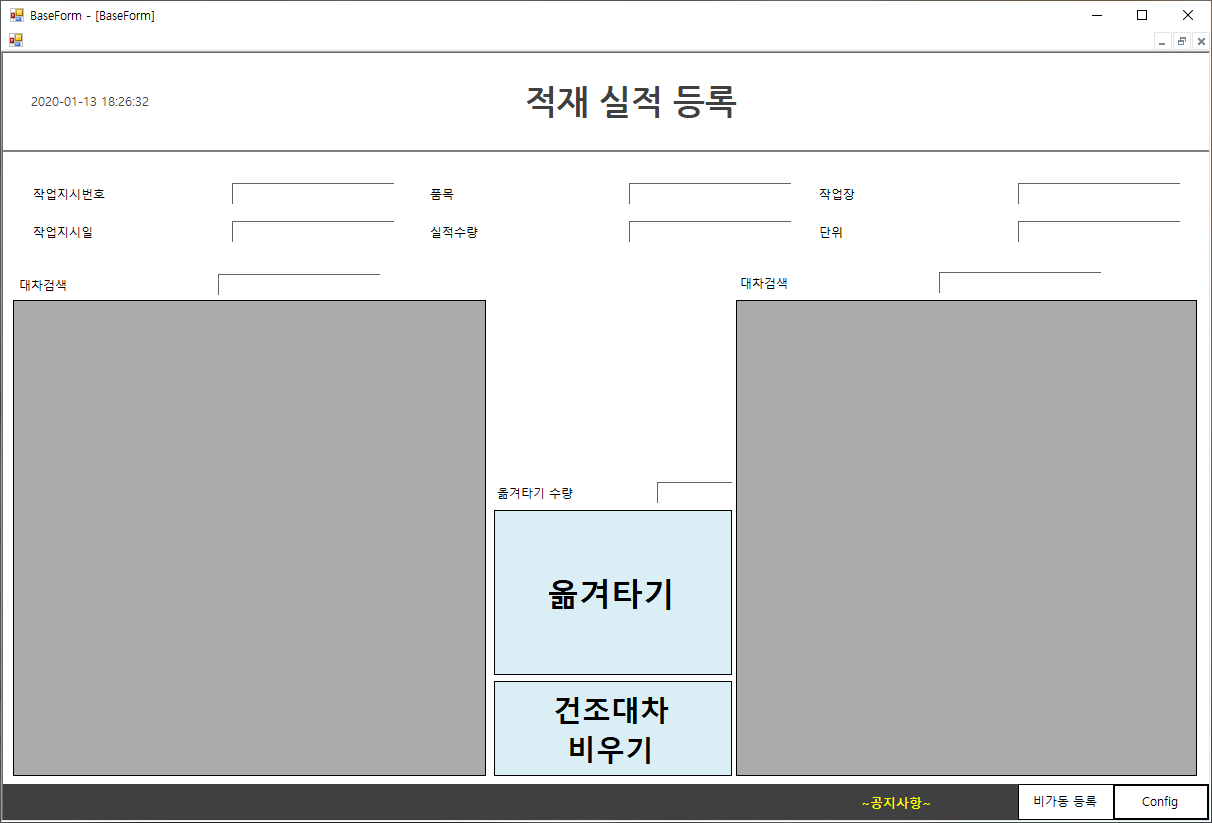 BaseForm - [BaseForm]
2020-01-13 18:26:32
적재 실적 등록
작업지시번호
품목
작업장
작업지시일
실적수량
단위
대차검색
대차검색
옮겨타기 수량
옮겨타기
건조대차
비우기
~공지사항~
비가동 등록
Config